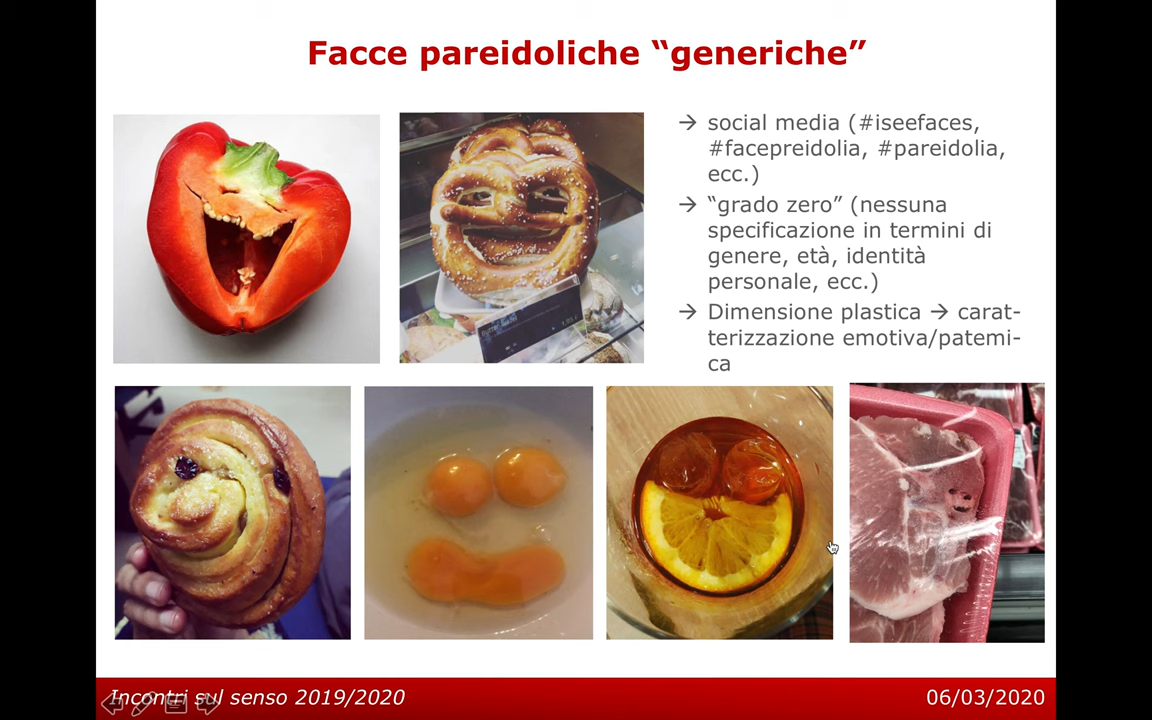 Facce pareidoliche “generiche”
→ social media (#iseefaces,
#facepreidolia, #pareidolia,
ecc.)
→ “grado zero” (nessuna
specificazione in termini di
genere, età, identità
personale, ecc.)
→ Dimensione plastica → carat-
terizzazione emotiva/patemi-
ca
Incontri sul senso 2019/2020
06/03/2020